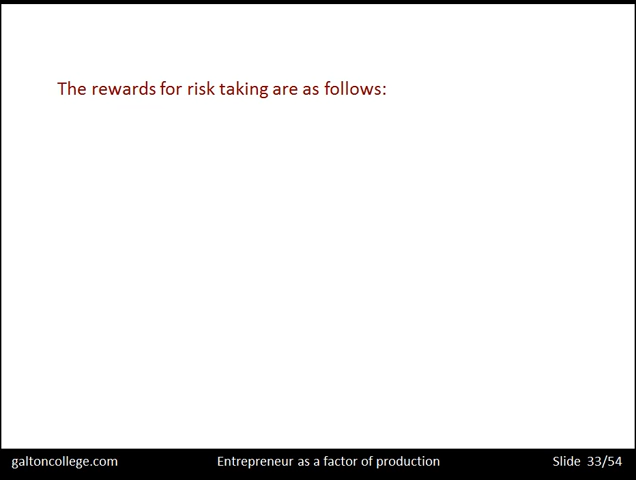 The rewards for risk taking are as follows:
galtoncollege.com
Entrepreneur as a factor of production
Slide 33/54